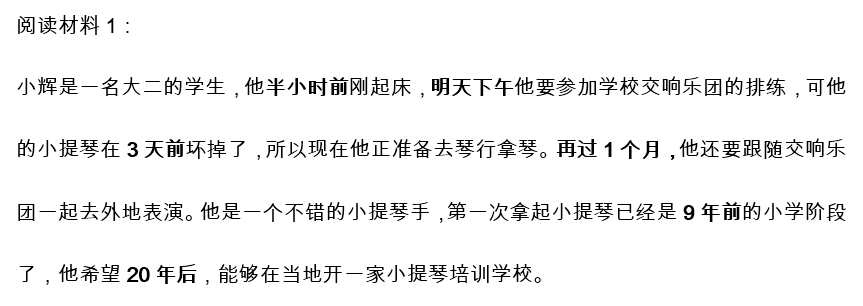 阅读材料 1：
小辉是一名大二的学生，他半小时前刚起床，明天下午他要参加学校交响乐团的排练，可他
的小提琴在 3 天前坏掉了，所以现在他正准备去琴行拿琴。再过 1 个月，他还要跟随交响乐
团一起去外地表演。他是一个不错的小提琴手，第一次拿起小提琴已经是 9 年前的小学阶段
了，他希望 20 年后，能够在当地开一家小提琴培训学校。